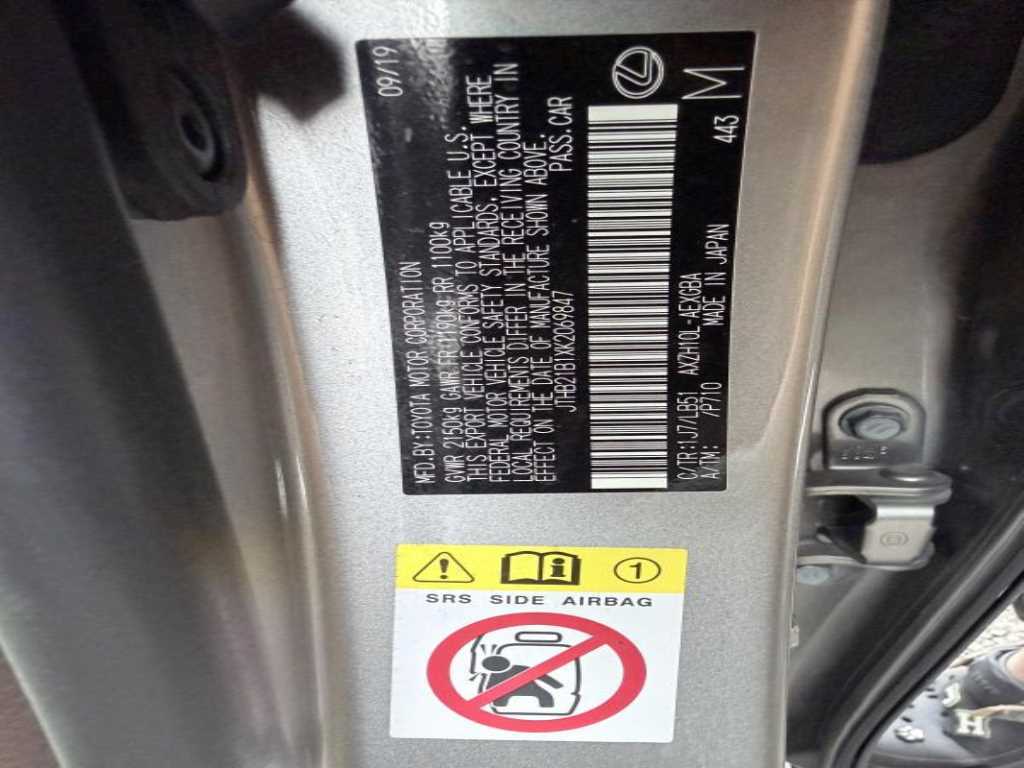 MFD.BY:TOYOTA MOTOR CORPORATION 09/19
GVWR 2150kg GAWR FR 1190kg RR 1100kg
THIS EXPORT VEHICLE CONFORMS TO APPLICABLE U.S.
FEDERAL MOTOR VEHICLE SAFETY STANDARDS, EXCEPT WHERE
LOCAL REQUIREMENTS DIFFER IN THE RECEIVING COUNTRY IN
EFFECT ON THE DATE OF MANUFACTURE SHOWN ABOVE.
JTHB21B1XK2069847 PASS.CAR
C/TR:1J7/LB51 AXZH10L-AEXGBA M
A/TM: /P710 MADE IN JAPAN 443
1
SRS SIDE AIRBAG
H